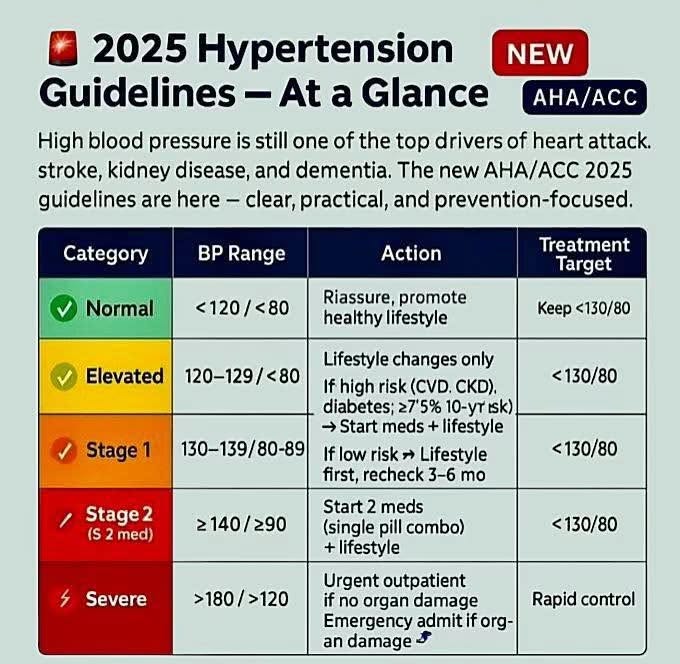 🚨 2025 Hypertension NEW
Guidelines — At a Glance AHA/ACC
High blood pressure is still one of the top drivers of heart attack.
stroke, kidney disease, and dementia. The new AHA/ACC 2025
guidelines are here — clear, practical, and prevention-focused.
Category BP Range Action Treatment Target
Normal <120/<80 Riassure, promote
healthy lifestyle Keep <130/80
Elevated 120–129/<80 Lifestyle changes only
If high risk (CVD. CKD),
diabetes; ≥7'5% 10-yr risk)
→ Start meds + lifestyle <130/80
Stage 1 130–139/80-89 If low risk → Lifestyle
first, recheck 3–6 mo <130/80
Stage 2
(S 2 med) ≥140/≥90 Start 2 meds
(single pill combo)
+ lifestyle <130/80
Severe >180/>120 Urgent outpatient
if no organ damage
Emergency admit if org-
an damage Rapid control